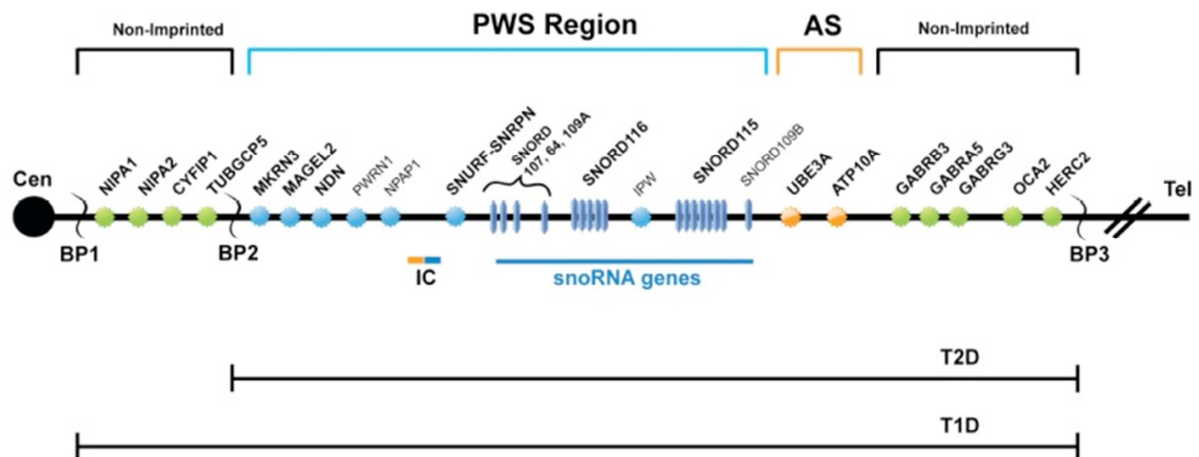 Non-Imprinted
PWS Region
AS
Non-Imprinted
Cen
NIPA1
NIPA2
CYFIP1
TUBGCP5
MKRN3
MAGEL2
NDN
PWRN1
NPAP1
SNURF-SNRPN
SNORD
107, 64, 109A
SNORD116
IPW
SNORD115
SNORD109B
UBE3A
ATP10A
GABRB3
GABRA5
GABRG3
OCA2
HERC2
Tel
BP1
BP2
BP3
IC
snoRNA genes
T2D
T1D